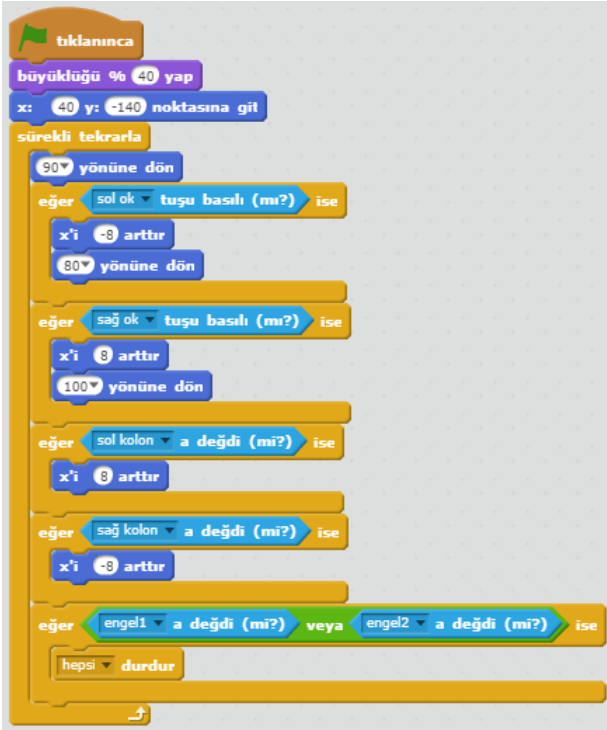 tıklanınca
büyüklüğü % 40 yap
x: 40 y: -140 noktasına git
sürekli tekrarla
90 yönüne dön
eğer sol ok tuşu basılı (mı?) ise
x'i -8 arttır
80 yönüne dön
eğer sağ ok tuşu basılı (mı?) ise
x'i 8 arttır
100 yönüne dön
eğer sol kolon a değdi (mi?) ise
x'i 8 arttır
eğer sağ kolon a değdi (mi?) ise
x'i -8 arttır
eğer engel1 a değdi (mi?) veya engel2 a değdi (mi?) ise
hepsi durdur